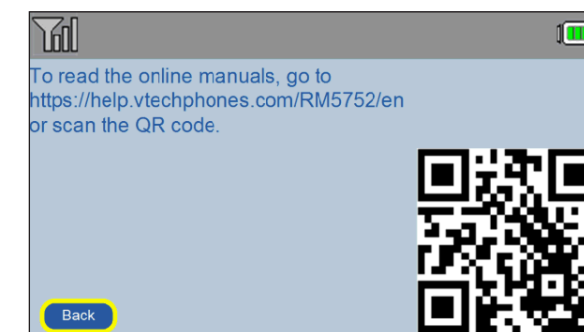 To read the online manuals, go to
https://help.vtechphones.com/RM5752/en
or scan the QR code.
Back